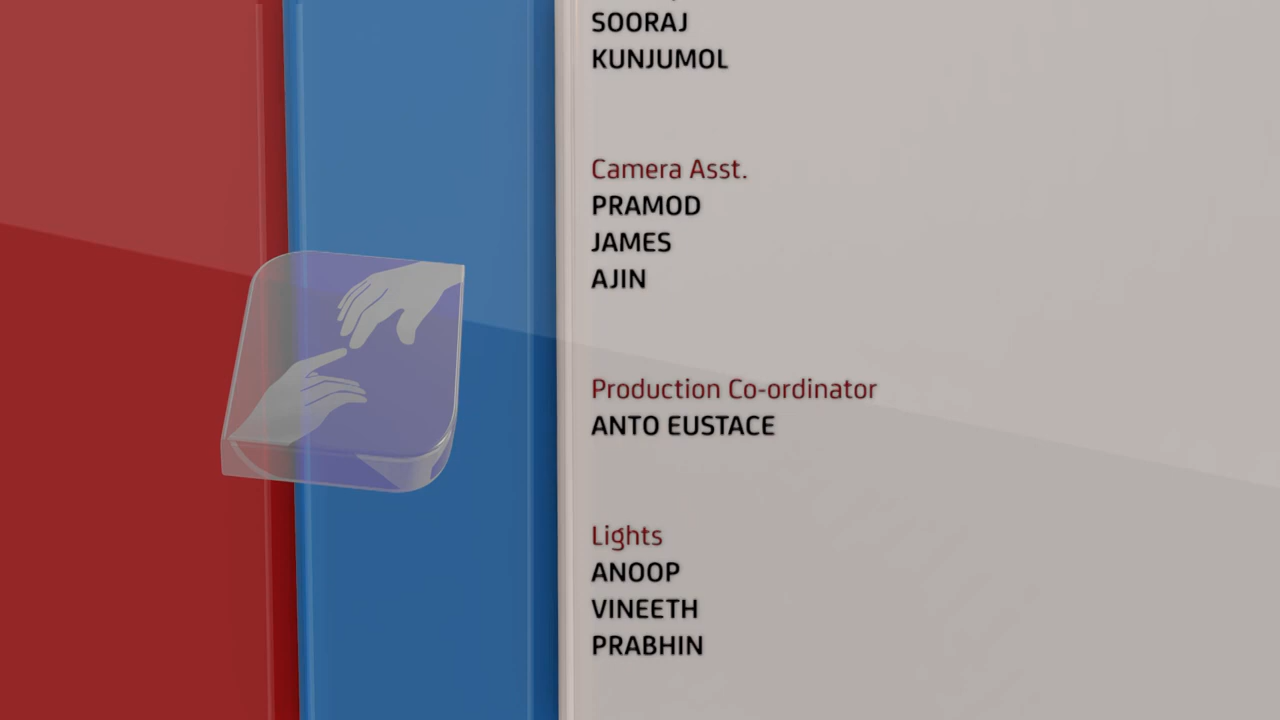 SOORAJ
KUNJUMOL
Camera Asst.
PRAMOD
JAMES
AJIN
Production Co-ordinator
ANTO EUSTACE
Lights
ANOOP
VINEETH
PRABHIN